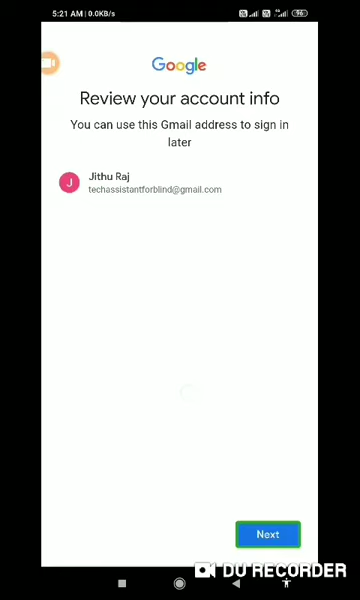 5:21 AM | 0.0KB/s
96
Google
Review your account info
You can use this Gmail address to sign in
later
J
Jithu Raj
techassistantforblind@gmail.com
Next
DU RECORDER